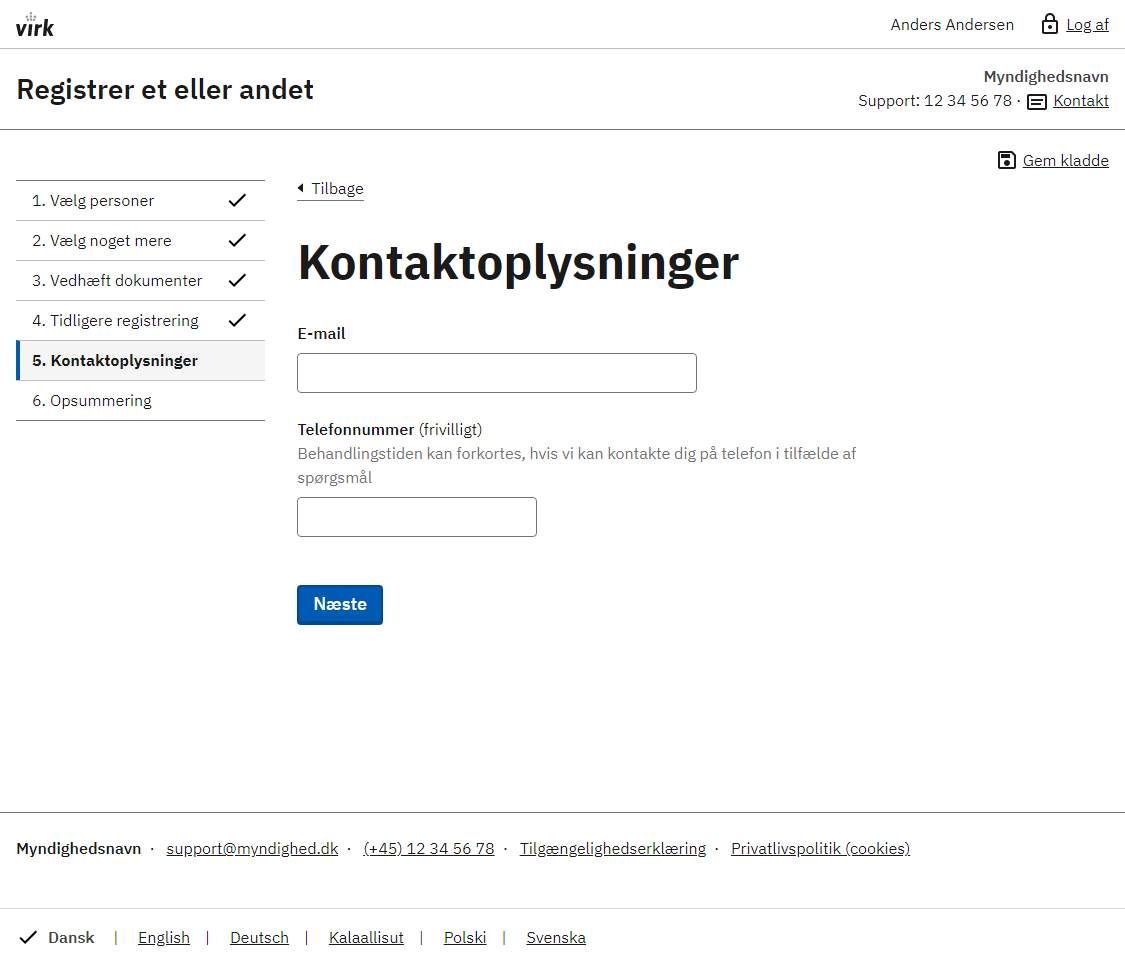 virk
Anders Andersen Log af
Registrer et eller andet
Myndighedsnavn
Support: 12 34 56 78 · Kontakt
Gem kladde
1. Vælg personer
2. Vælg noget mere
3. Vedhæft dokumenter
4. Tidligere registrering
5. Kontaktoplysninger
6. Opsummering
Tilbage
Kontaktoplysninger
E-mail
Telefonnummer (frivilligt)
Behandlingstiden kan forkortes, hvis vi kan kontakte dig på telefon i tilfælde af
spørgsmål
Næste
Myndighedsnavn · support@myndighed.dk · (+45) 12 34 56 78 · Tilgængelighedserklæring · Privatlivspolitik (cookies)
Dansk | English | Deutsch | Kalaallisut | Polski | Svenska